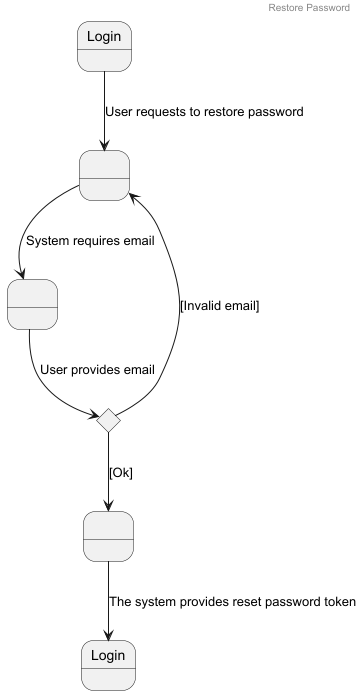 Restore Password
Login
User requests to restore password
System requires email
[Invalid email]
User provides email
[Ok]
The system provides reset password token
Login